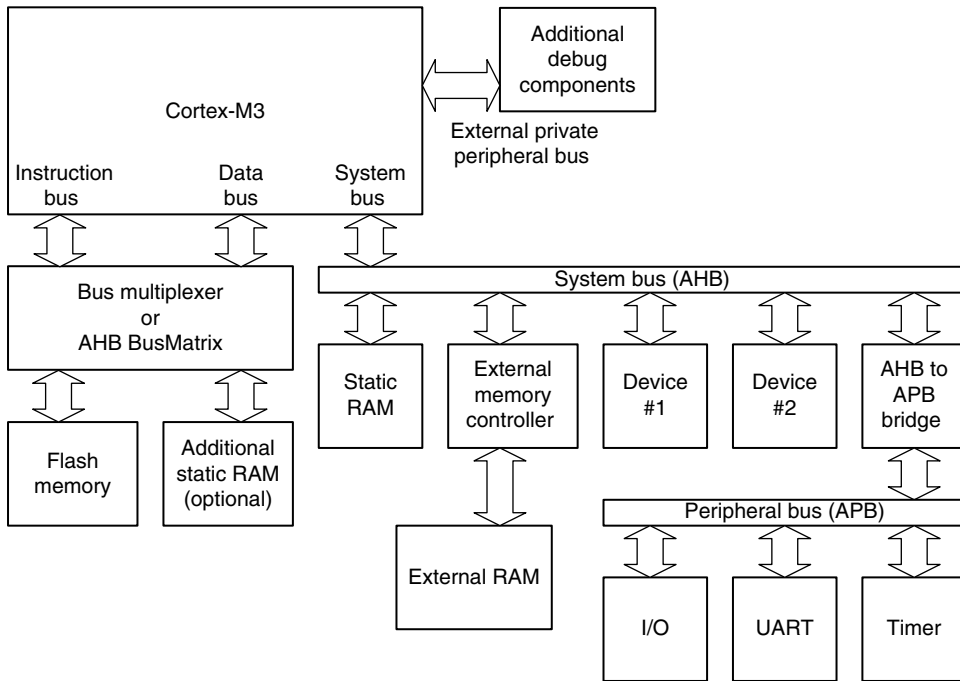 Cortex-M3
Additional
debug
components
External private
peripheral bus
Instruction
bus
Data
bus
System
bus
Bus multiplexer
or
AHB BusMatrix
System bus (AHB)
Static
RAM
External
memory
controller
Device
#1
Device
#2
AHB to
APB
bridge
Flash
memory
Additional
static RAM
(optional)
Peripheral bus (APB)
External RAM
I/O
UART
Timer